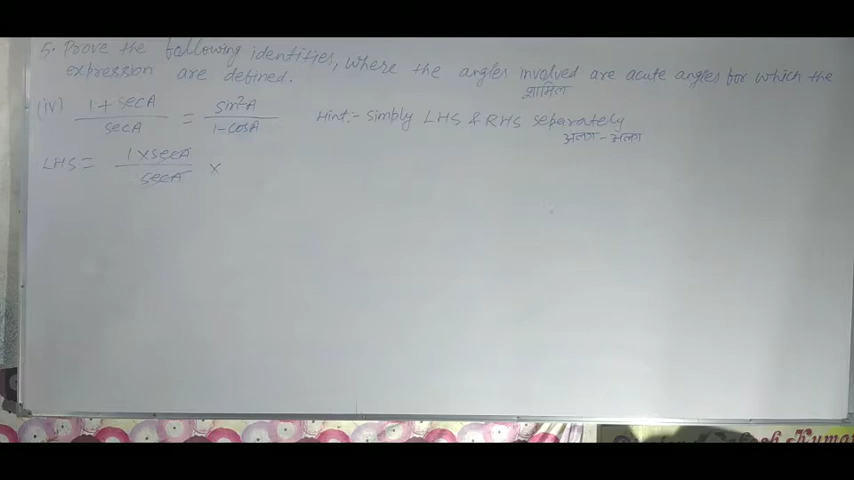 5. Prove the following identities, where the angles involved are acute angles for which the
शामिल
expression are defined.
(iv) 1 + secA / secA = sin²A / 1 - cosA Hint:- Simply LHS & RHS separately
अलग - अलग
LHS = 1 × secA / secA ×
Kumar